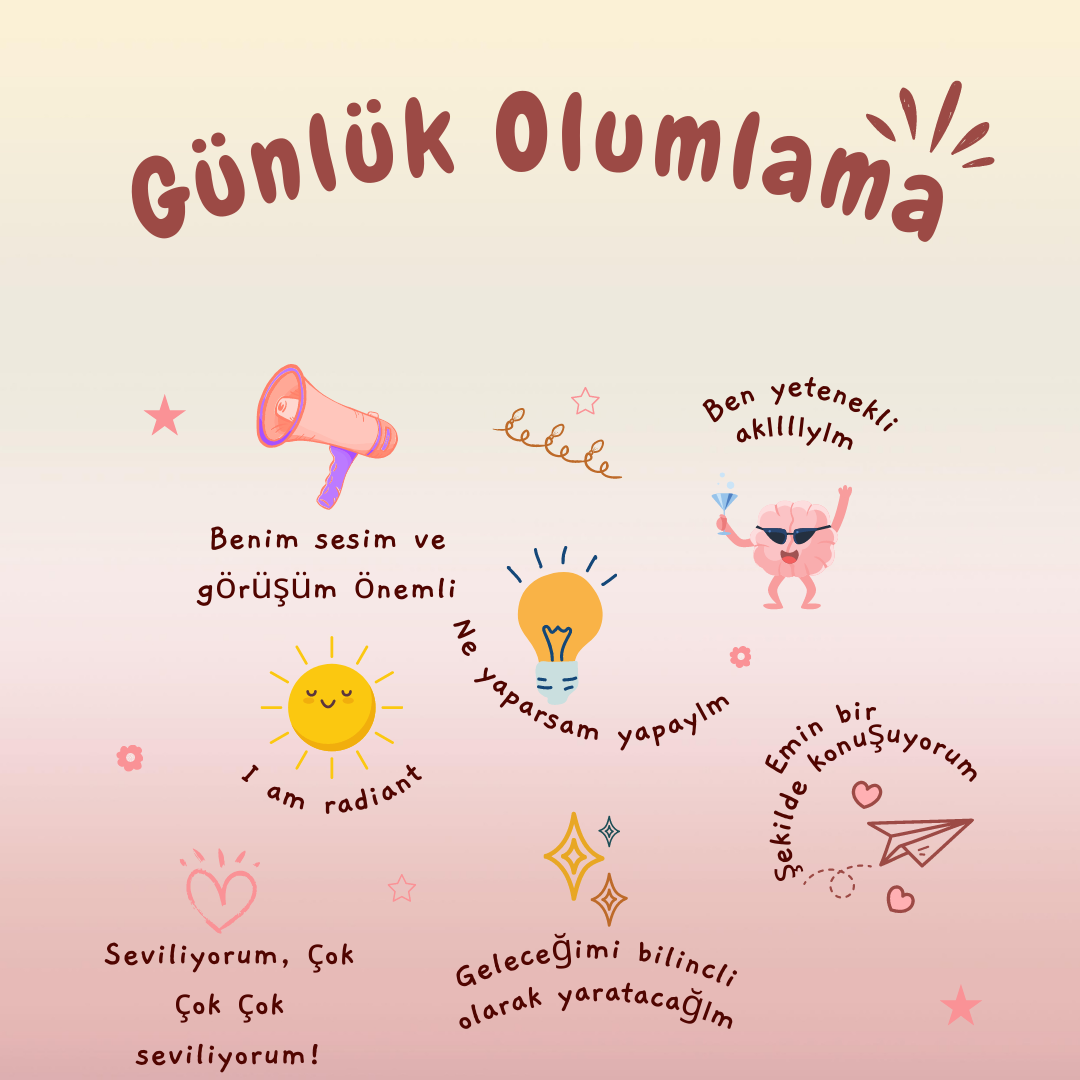 Günlük Olumlama
Ben yetenekli
akıllıyım
Benim sesim ve
görüşüm önemli
Ne yaparsam yapayım
I am radiant
Emin bir
şekilde konuşuyorum
Seviliyorum, Çok
Çok Çok
seviliyorum!
Geleceğimi bilinçli
olarak yaratacağım